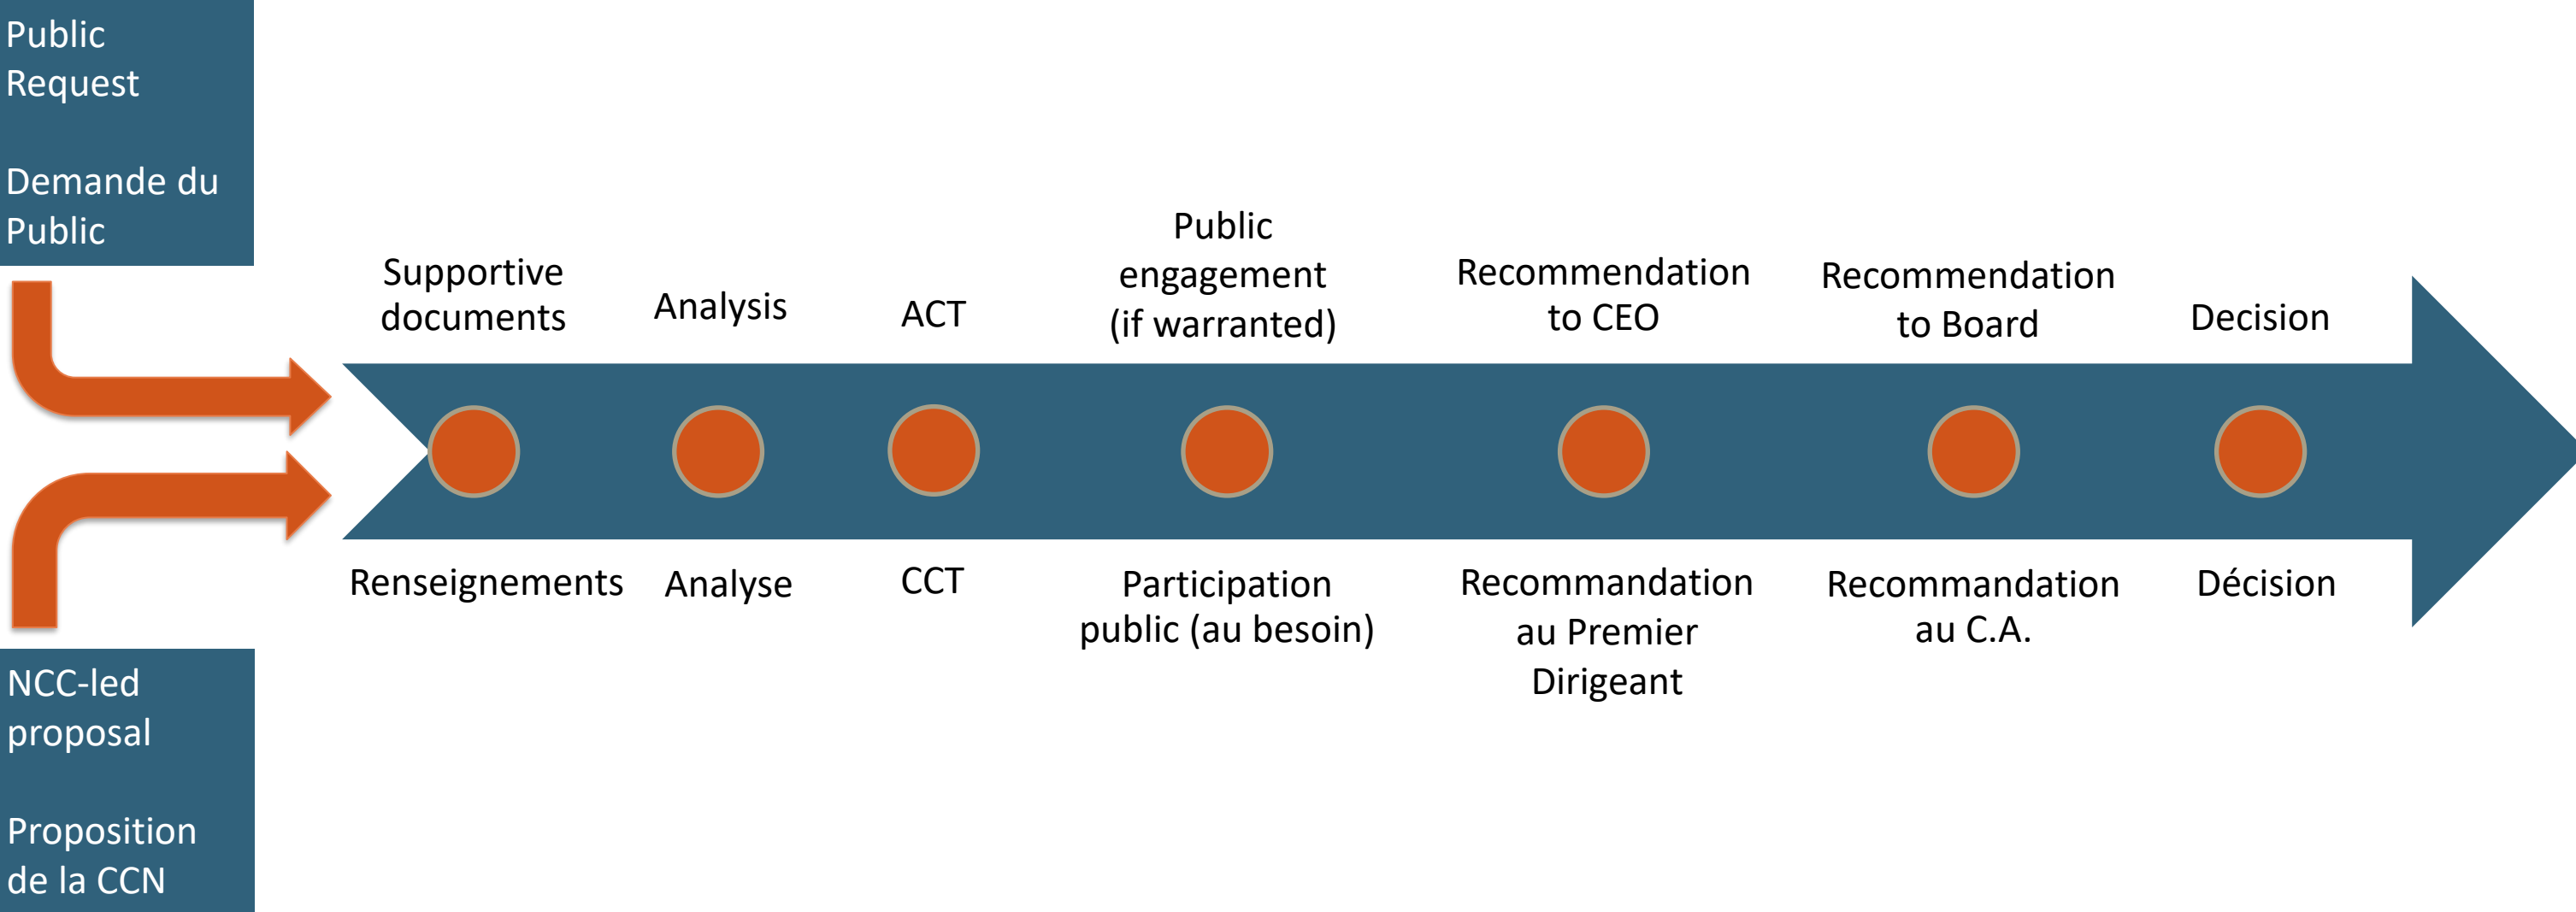 Public
Request
Demande du
Public
Supportive
documents
Analysis
ACT
Public
engagement
(if warranted)
Recommendation
to CEO
Recommendation
to Board
Decision
Renseignements
Analyse
CCT
Participation
public (au besoin)
Recommandation
au Premier
Dirigeant
Recommandation
au C.A.
Décision
NCC-led
proposal
Proposition
de la CCN